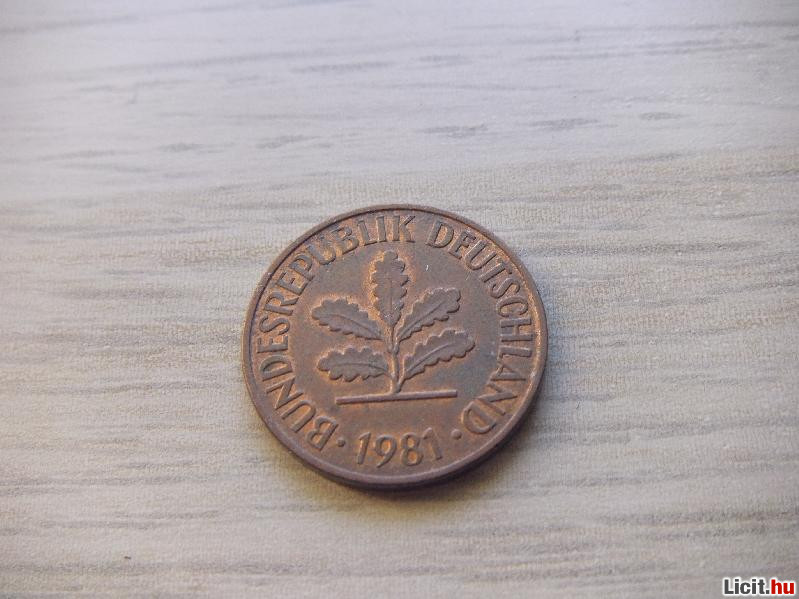 BUNDESREPUBLIK DEUTSCHLAND
· 1981 ·
Licit.hu